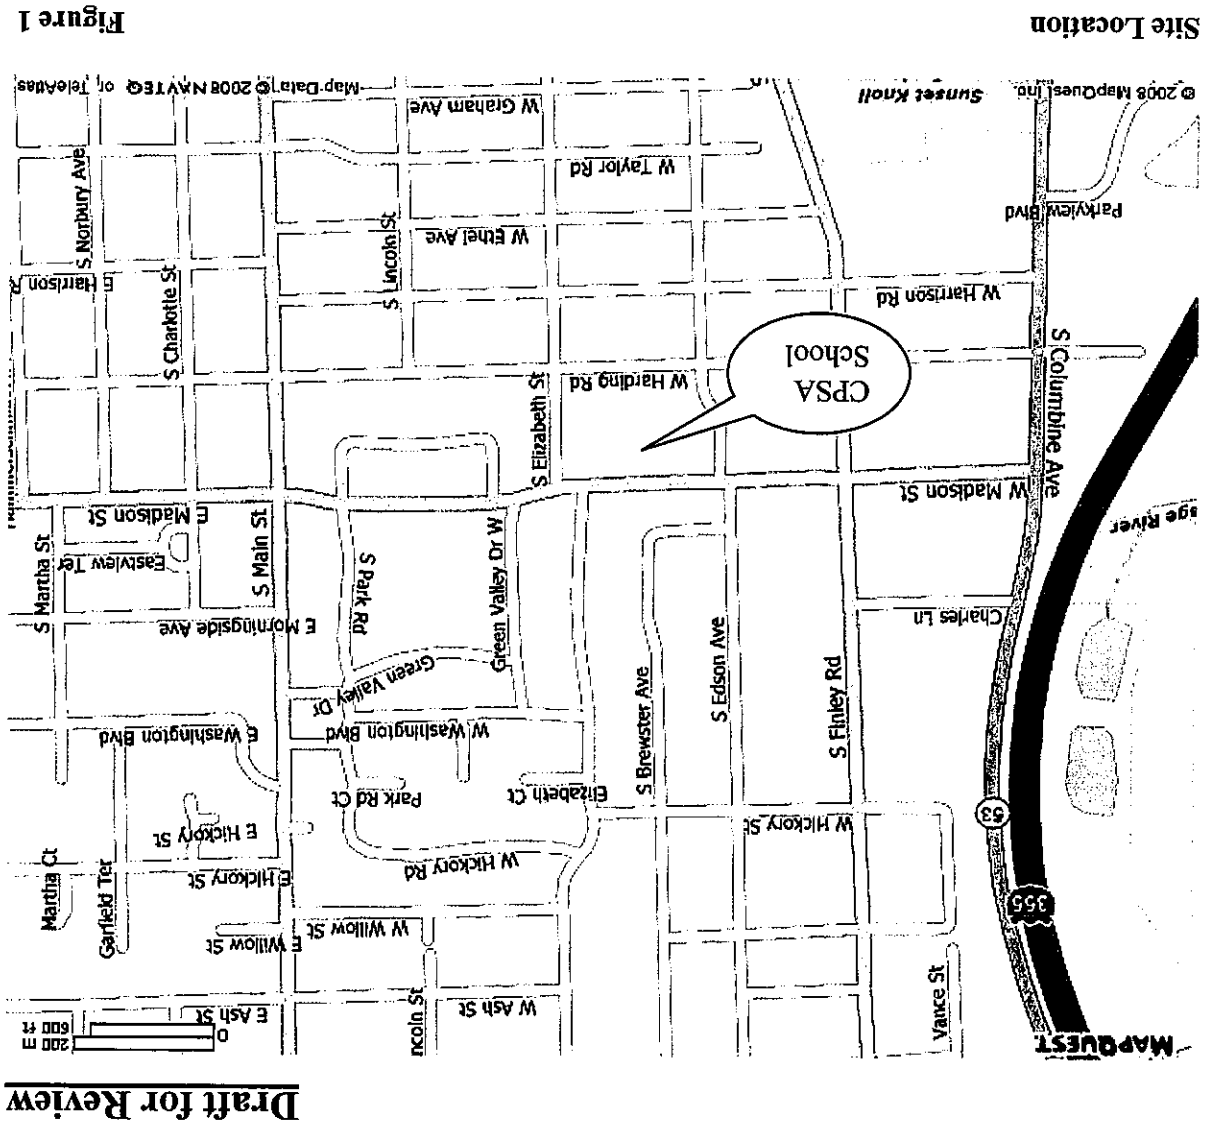 Draft for Review
MAPQUEST.
200 m
600 ft
0
Vance St
ncoln St
W Ash St
E Ash St
355
W Willow St
E Willow St
Martha Ct
Garfield Ter
W Hickory Rd
E Hickory St
53
W Hickory St
E Hickory St
Elizabeth Ct
Park Rd Ct
S Brewster Ave
W Washington Blvd
E Washington Blvd
S Finley Rd
S Edson Ave
Green Valley Dr
Green Valley Dr W
Charles Ln
S Park Rd
E Morningside Ave
S Martha St
Eastview Ter
S Main St
age River
E Madison St
W Madison St
S Columbine Ave
S Elizabeth St
CPSA
School
W Harding Rd
S Charlotte St
W Harrison Rd
E Harrison R
S Lincoln St
W Ethel Ave
Parkview Blvd
S Norbury Ave
W Taylor Rd
W Graham Ave
Sunset Knoll
© 2008 MapQuest Inc.
Map Data © 2008 NAVTEQ or TeleAtlas
Site Location
Figure 1